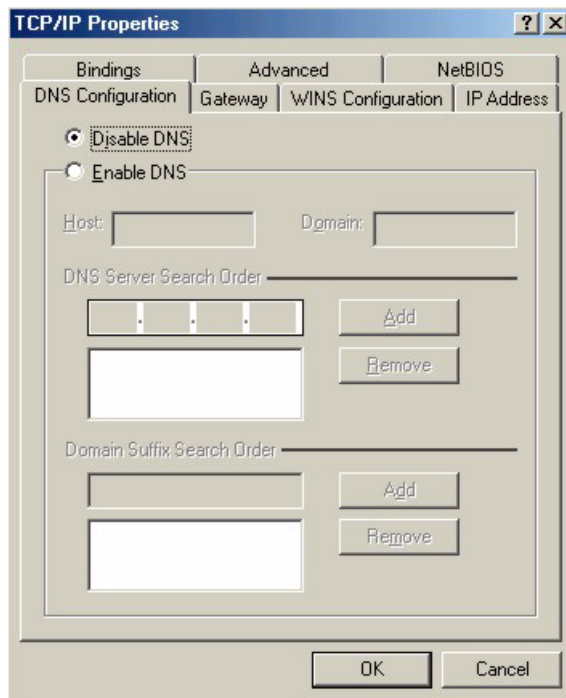 TCP/IP Properties
Bindings Advanced NetBIOS
DNS Configuration Gateway WINS Configuration IP Address
Disable DNS
Enable DNS
Host: Domain:
DNS Server Search Order
Add
Remove
Domain Suffix Search Order
Add
Remove
OK Cancel